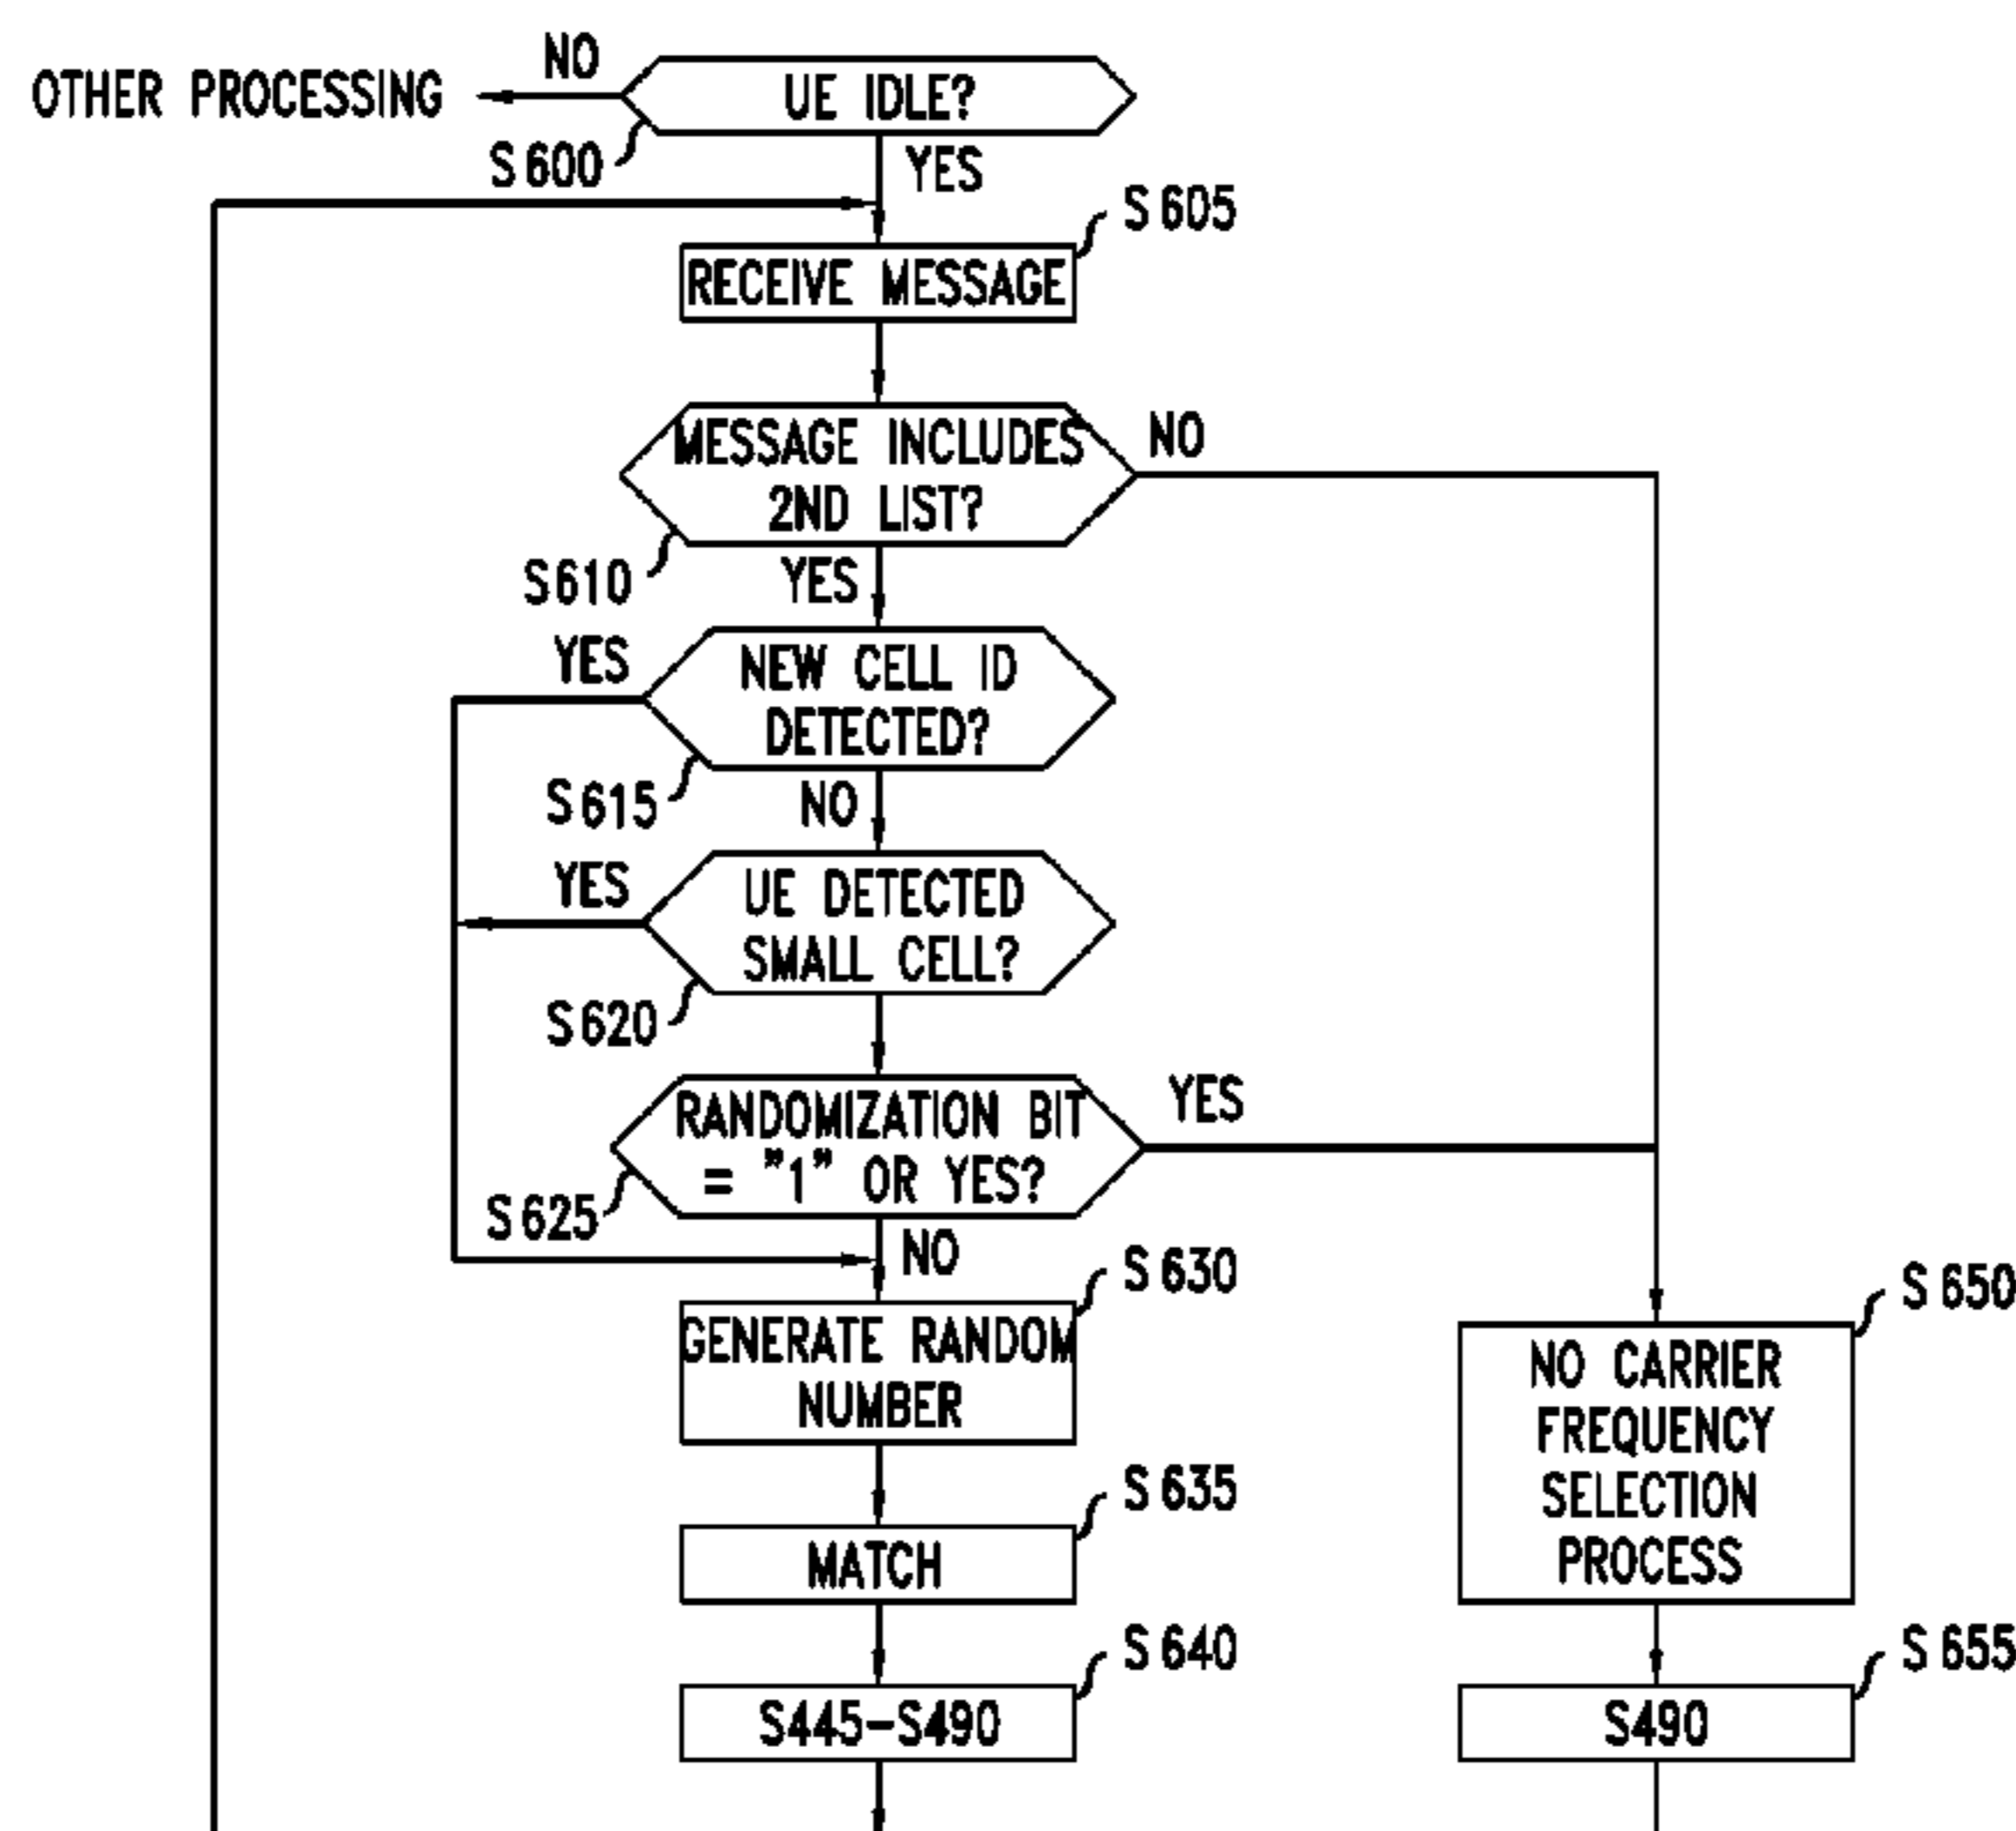 NO
OTHER PROCESSING
UE IDLE?
S600
YES
S605
RECEIVE MESSAGE
MESSAGE INCLUDES
2ND LIST?
NO
S610
YES
YES
NEW CELL ID
DETECTED?
S615
NO
YES
UE DETECTED
SMALL CELL?
S620
RANDOMIZATION BIT
= "1" OR YES?
YES
S625
NO
S630
GENERATE RANDOM
NUMBER
S650
NO CARRIER
FREQUENCY
SELECTION
PROCESS
S635
MATCH
S640
S445-S490
S655
S490